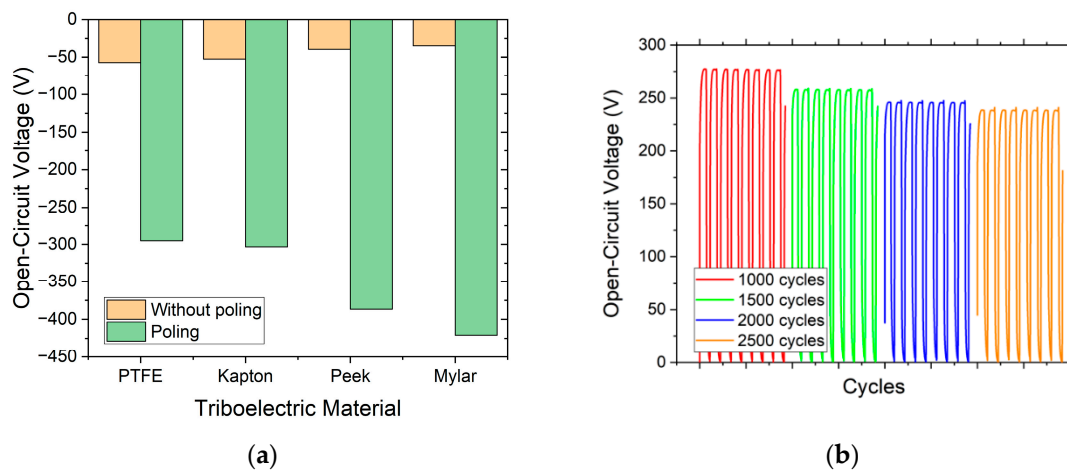 Open-Circuit Voltage (V)
0
−50
−100
−150
−200
−250
−300
−350
−400
−450
Without poling
Poling
PTFE Kapton Peek Mylar
Triboelectric Material
(a)
Open-Circuit Voltage (V)
300
250
200
150
100
50
0
1000 cycles
1500 cycles
2000 cycles
2500 cycles
Cycles
(b)